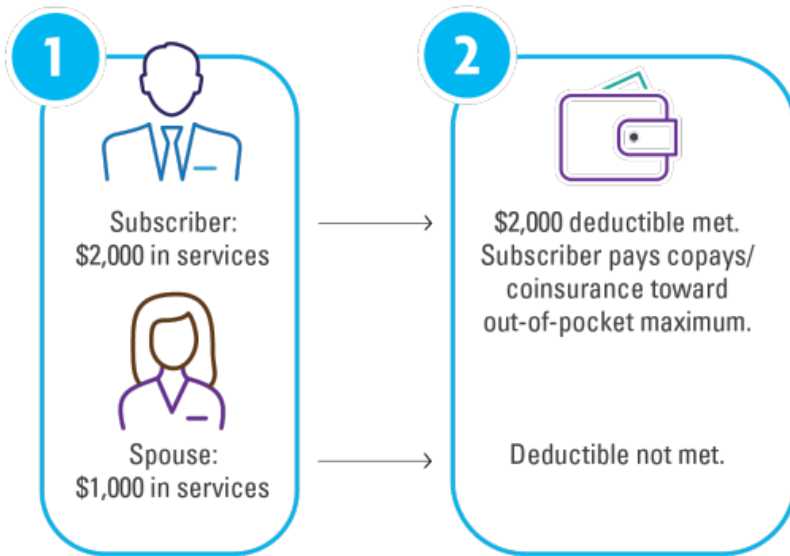 1
Subscriber:
$2,000 in services
Spouse:
$1,000 in services
2
$2,000 deductible met.
Subscriber pays copays/
coinsurance toward
out-of-pocket maximum.
Deductible not met.